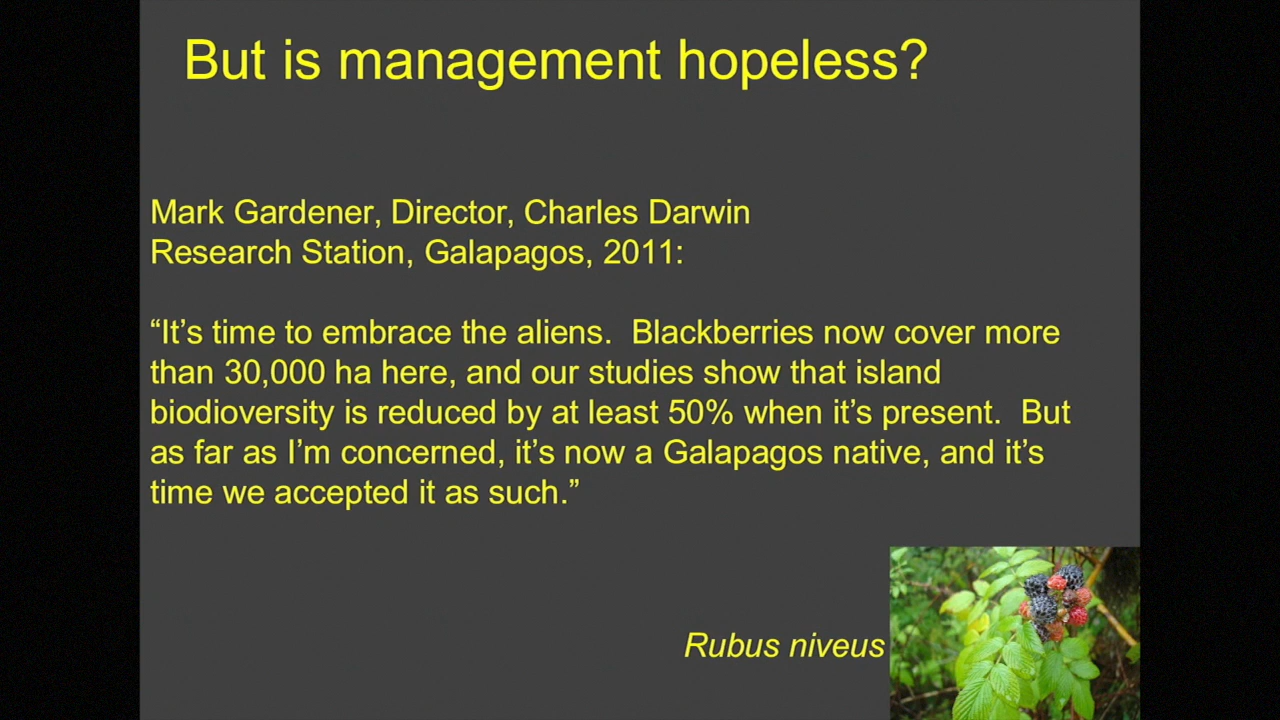 But is management hopeless?
Mark Gardener, Director, Charles Darwin
Research Station, Galapagos, 2011:
“It’s time to embrace the aliens.  Blackberries now cover more
than 30,000 ha here, and our studies show that island
biodioversity is reduced by at least 50% when it’s present.  But
as far as I’m concerned, it’s now a Galapagos native, and it’s
time we accepted it as such.”
Rubus niveus